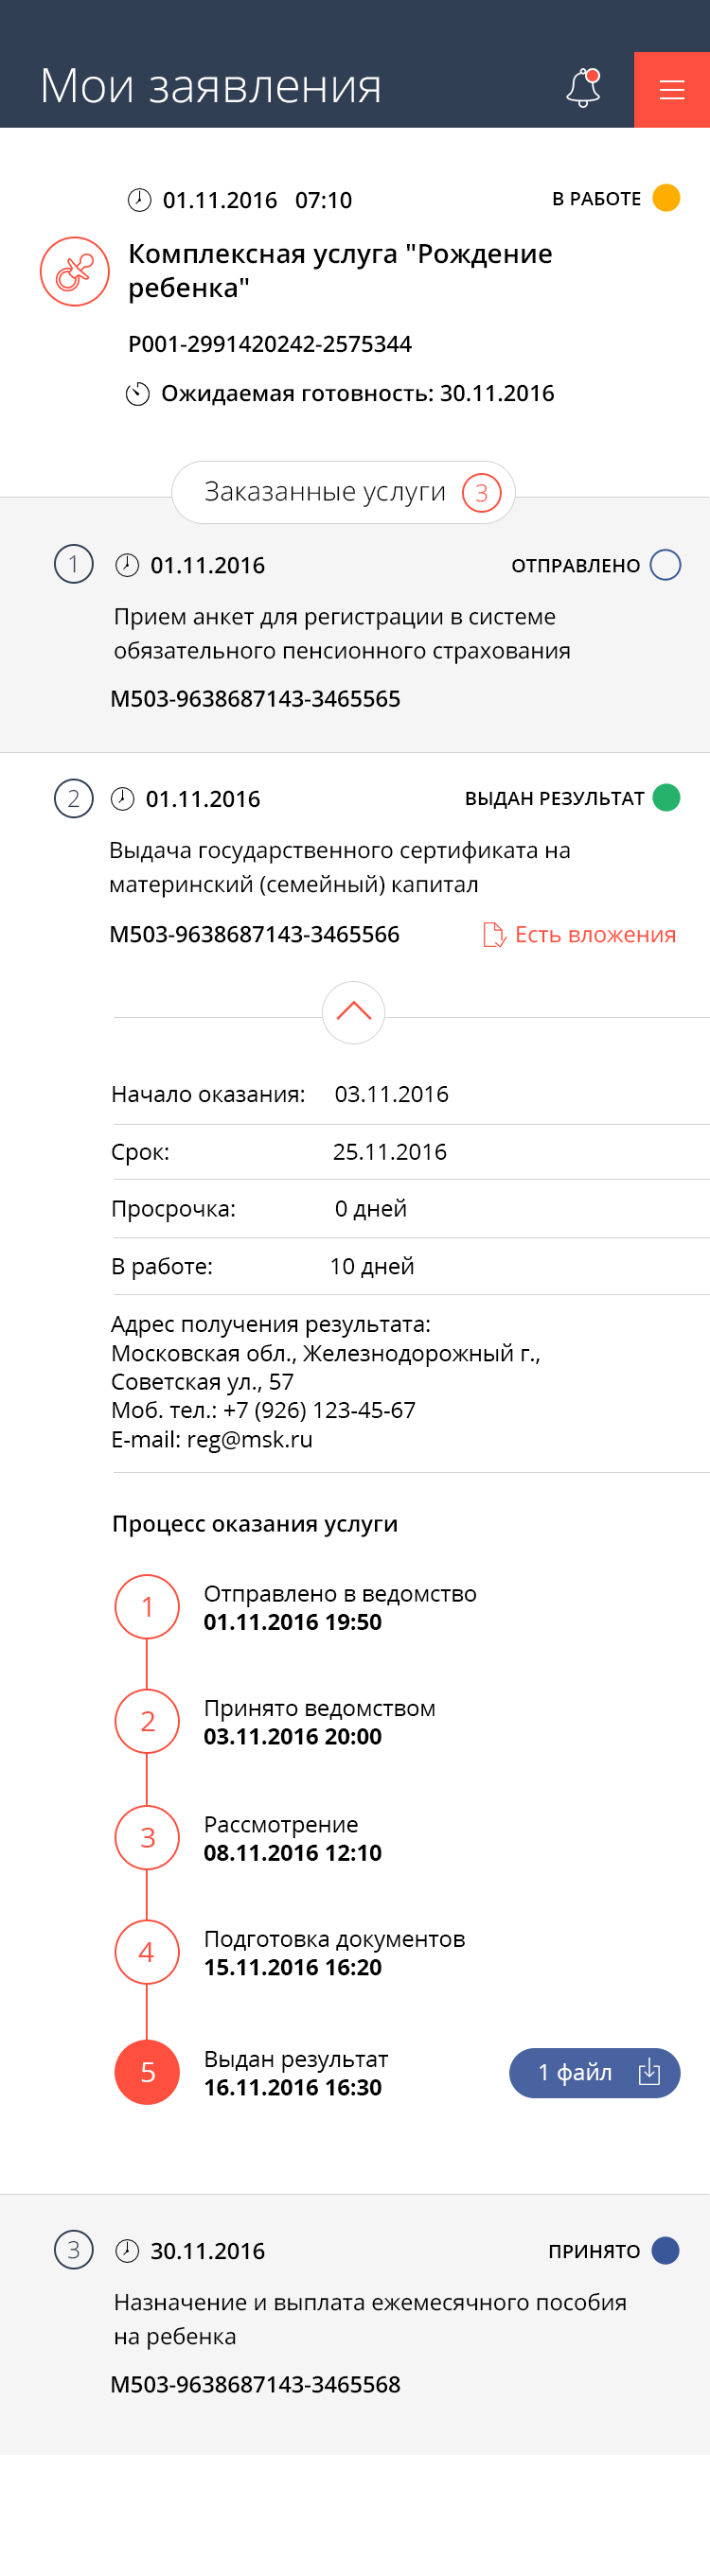 Мои заявления
01.11.2016 07:10 В РАБОТЕ
Комплексная услуга "Рождение
ребенка"
P001-2991420242-2575344
Ожидаемая готовность: 30.11.2016
Заказанные услуги 3
1 01.11.2016 ОТПРАВЛЕНО
Прием анкет для регистрации в системе
обязательного пенсионного страхования
M503-9638687143-3465565
2 01.11.2016 ВЫДАН РЕЗУЛЬТАТ
Выдача государственного сертификата на
материнский (семейный) капитал
M503-9638687143-3465566 Есть вложения
Начало оказания: 03.11.2016
Срок: 25.11.2016
Просрочка: 0 дней
В работе: 10 дней
Адрес получения результата:
Московская обл., Железнодорожный г.,
Советская ул., 57
Моб. тел.: +7 (926) 123-45-67
E-mail: reg@msk.ru
Процесс оказания услуги
1 Отправлено в ведомство
01.11.2016 19:50
2 Принято ведомством
03.11.2016 20:00
3 Рассмотрение
08.11.2016 12:10
4 Подготовка документов
15.11.2016 16:20
5 Выдан результат
16.11.2016 16:30
1 файл
3 30.11.2016 ПРИНЯТО
Назначение и выплата ежемесячного пособия
на ребенка
M503-9638687143-3465568